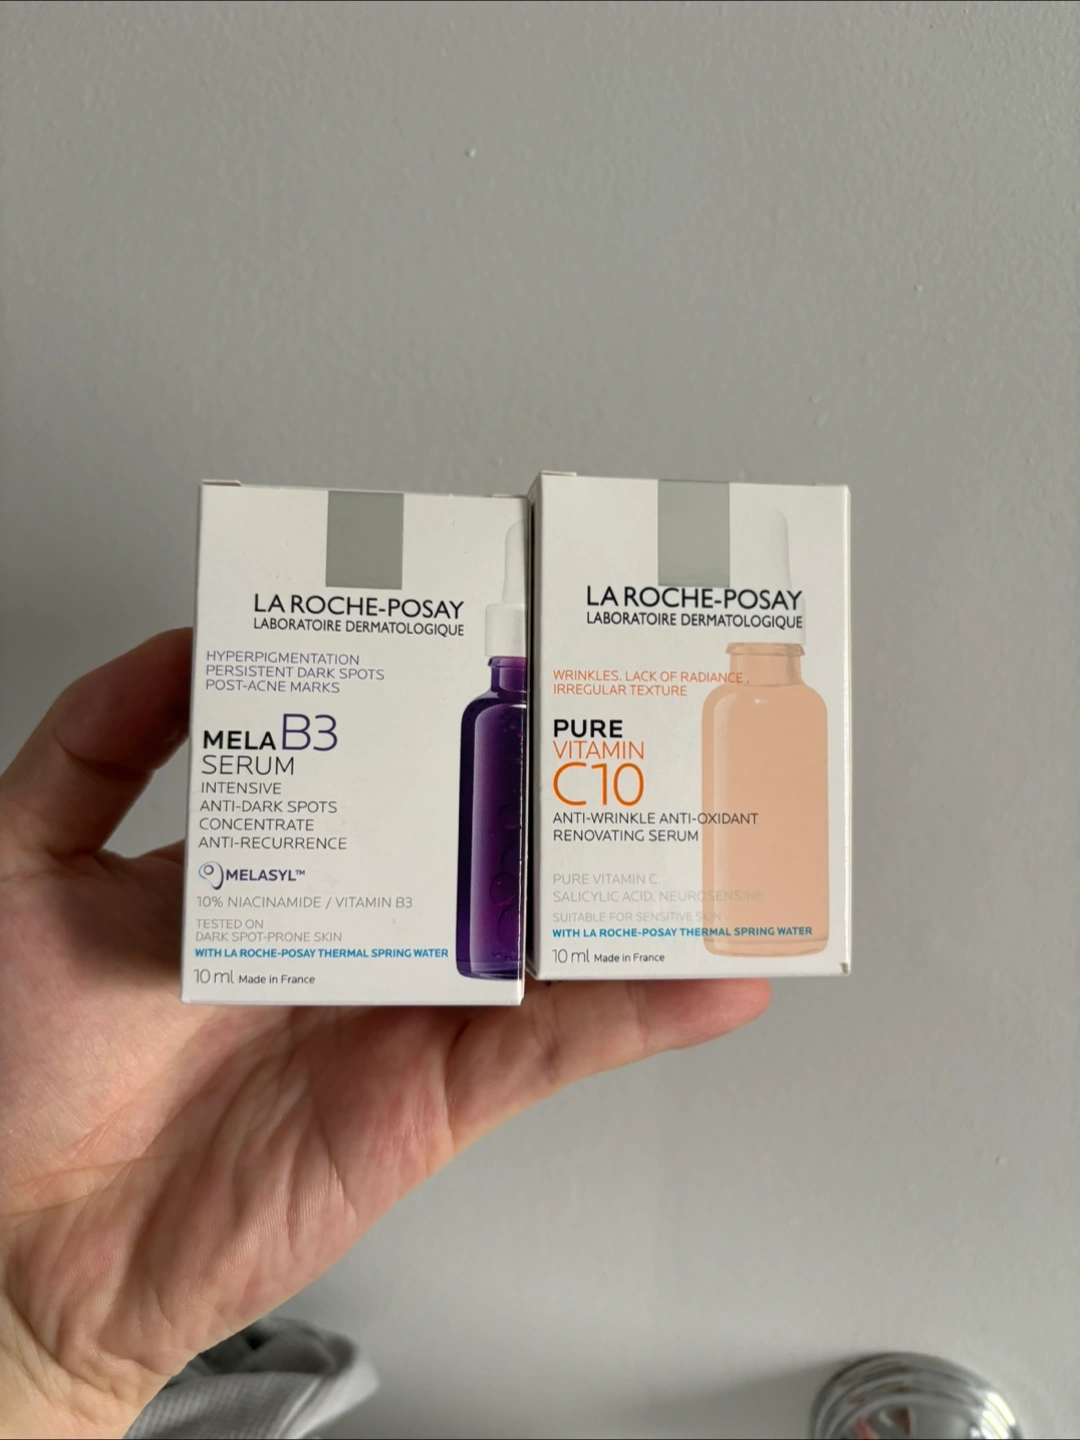 LA ROCHE-POSAY
LABORATOIRE DERMATOLOGIQUE
HYPERPIGMENTATION
PERSISTENT DARK SPOTS
POST-ACNE MARKS
MELA B3
SERUM
INTENSIVE
ANTI-DARK SPOTS
CONCENTRATE
ANTI-RECURRENCE
MELASYL™
10% NIACINAMIDE / VITAMIN B3
TESTED ON
DARK SPOT-PRONE SKIN
WITH LA ROCHE-POSAY THERMAL SPRING WATER
10 ml Made in France
LA ROCHE-POSAY
LABORATOIRE DERMATOLOGIQUE
WRINKLES, LACK OF RADIANCE,
IRREGULAR TEXTURE
PURE
VITAMIN
C10
ANTI-WRINKLE ANTI-OXIDANT
RENOVATING SERUM
PURE VITAMIN C.
SALICYLIC ACID. NEUROSENSINE
SUITABLE FOR SENSITIVE SKIN
WITH LA ROCHE-POSAY THERMAL SPRING WATER
10 ml Made in France